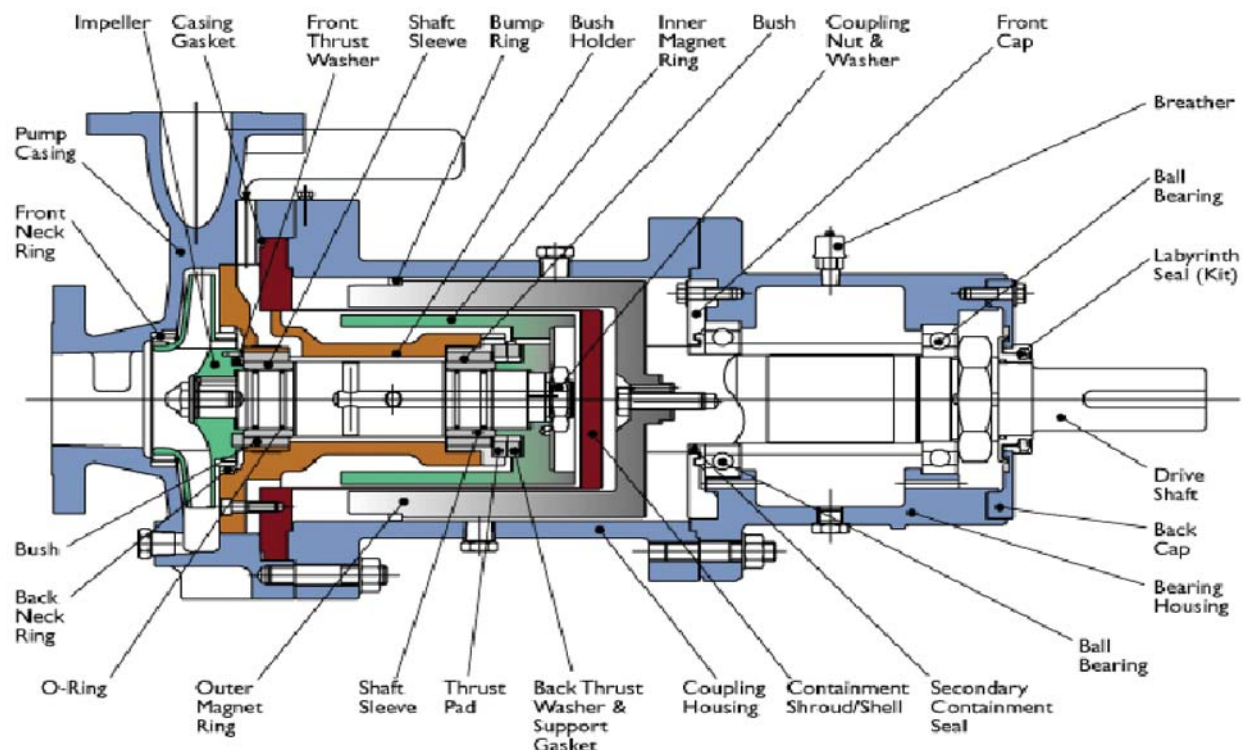 Impeller
Casing
Gasket
Front
Thrust
Washer
Shaft
Sleeve
Bump
Ring
Bush
Holder
Inner
Magnet
Ring
Bush
Coupling
Nut &
Washer
Front
Cap
Breather
Ball
Bearing
Labyrinth
Seal (Kit)
Drive
Shaft
Back
Cap
Bearing
Housing
Ball
Bearing
Pump
Casing
Front
Neck
Ring
Bush
Back
Neck
Ring
O-Ring
Outer
Magnet
Ring
Shaft
Sleeve
Thrust
Pad
Back Thrust
Washer &
Support
Gasket
Coupling
Housing
Containment
Shroud/Shell
Secondary
Containment
Seal